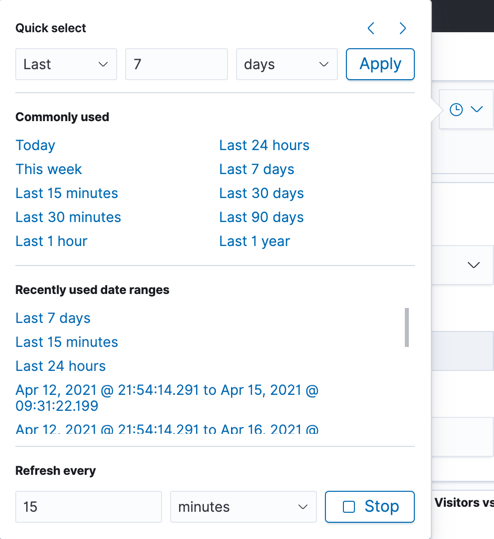 Quick select
Last 7 days Apply
Commonly used
Today Last 24 hours
This week Last 7 days
Last 15 minutes Last 30 days
Last 30 minutes Last 90 days
Last 1 hour Last 1 year
Recently used date ranges
Last 7 days
Last 15 minutes
Last 24 hours
Apr 12, 2021 @ 21:54:14.291 to Apr 15, 2021 @
09:31:22.199
Apr 12, 2021 @ 21:54:14.291 to Apr 16, 2021 @
Refresh every
15 minutes Stop
Visitors vs